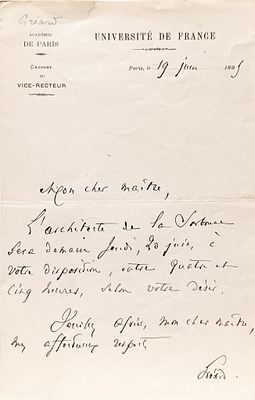 Gréard
ACADÉMIE
DE PARIS
CABINET
DU
VICE-RECTEUR
UNIVERSITÉ DE FRANCE
Paris, le 19 juin 1895
Mon cher maître,
L'architecte de la Sorbonne
sera demain Jeudi, 20 juin, à
votre disposition, entre quatre et
cinq heures, selon votre désir.
Veuillez agréer, mon cher maître,
mes affectueux respects
Gréard